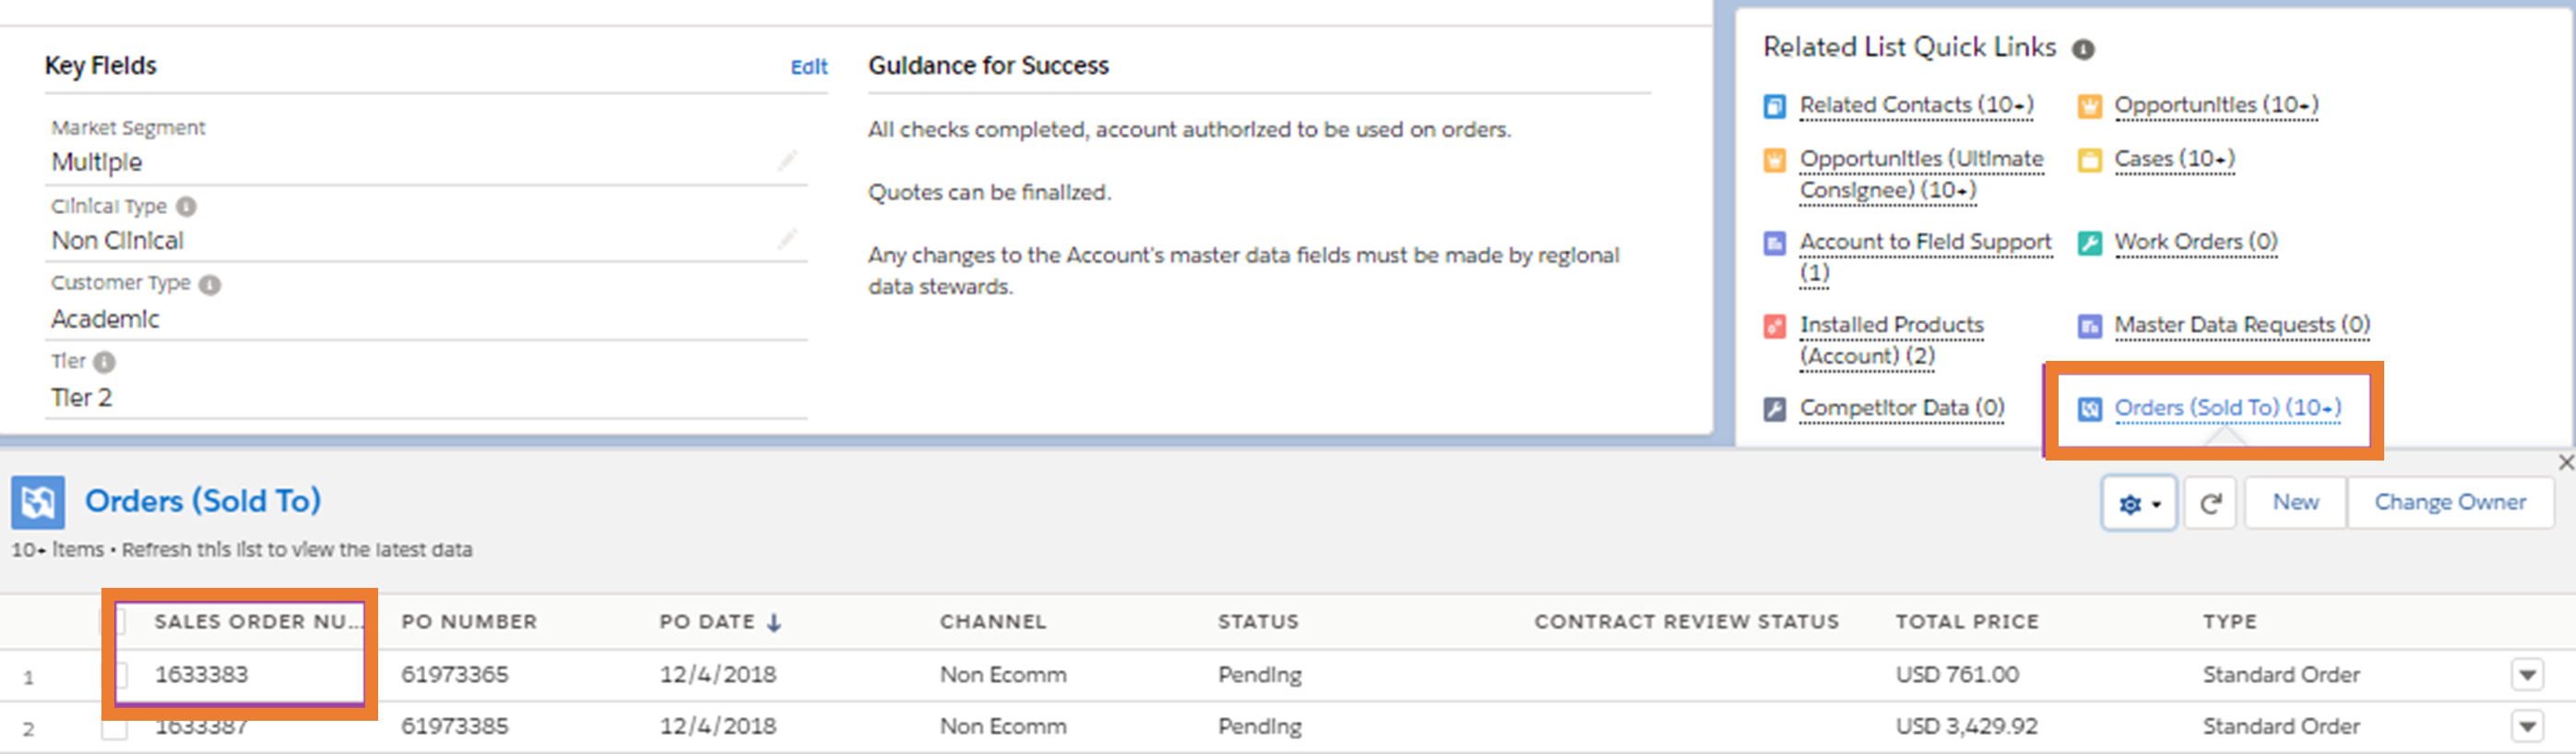 Key Fields
Edit
Market Segment
Multiple
Clinical Type
Non Clinical
Customer Type
Academic
Tier
Tier 2
Guidance for Success
All checks completed, account authorized to be used on orders.
Quotes can be finalized.
Any changes to the Account's master data fields must be made by regional
data stewards.
Related List Quick Links
Related Contacts (10+)
Opportunities (10+)
Opportunities (Ultimate
Consignee) (10+)
Cases (10+)
Account to Field Support
(1)
Work Orders (0)
Installed Products
(Account) (2)
Master Data Requests (0)
Competitor Data (0)
Orders (Sold To) (10+)
Orders (Sold To)
10+ items • Refresh this list to view the latest data
New
Change Owner
SALES ORDER NU... PO NUMBER PO DATE CHANNEL STATUS CONTRACT REVIEW STATUS TOTAL PRICE TYPE
1 1633383 61973365 12/4/2018 Non Ecomm Pending USD 761.00 Standard Order
2 1633387 61973385 12/4/2018 Non Ecomm Pending USD 3,429.92 Standard Order